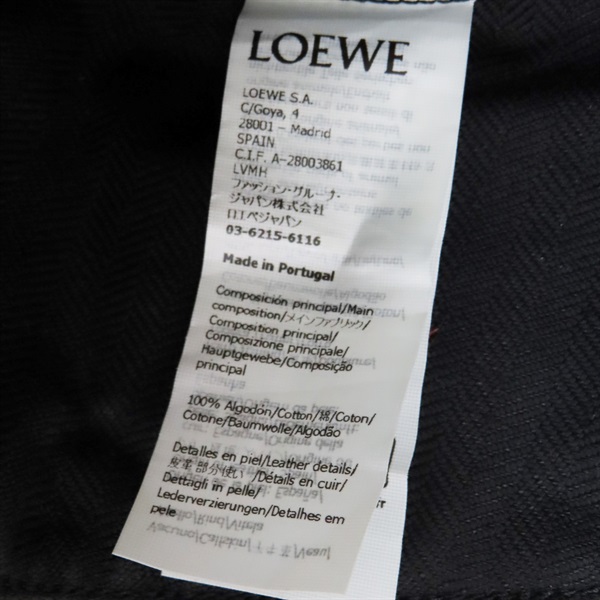 LOEWE
LOEWE S.A.
C/Goya, 4
28001 - Madrid
SPAIN
C.I.F. A-28003861
LVMH
ファッション・グループ
ジャパン株式会社
ロエベジャパン
03-6215-6116
Made in Portugal
Composición principal/Main
composition/メインファブリック/
Composition principal/
Composizione principale/
Hauptgewebe/Composição
principal
100% Algodón/Cotton/綿/Coton/
Cotone/Baumwolle/Algodão
Detalles en piel/Leather details/
皮革部分使い/Détails en cuir/
Dettagli in pelle/
Lederverzierungen/Detalhes em
pele